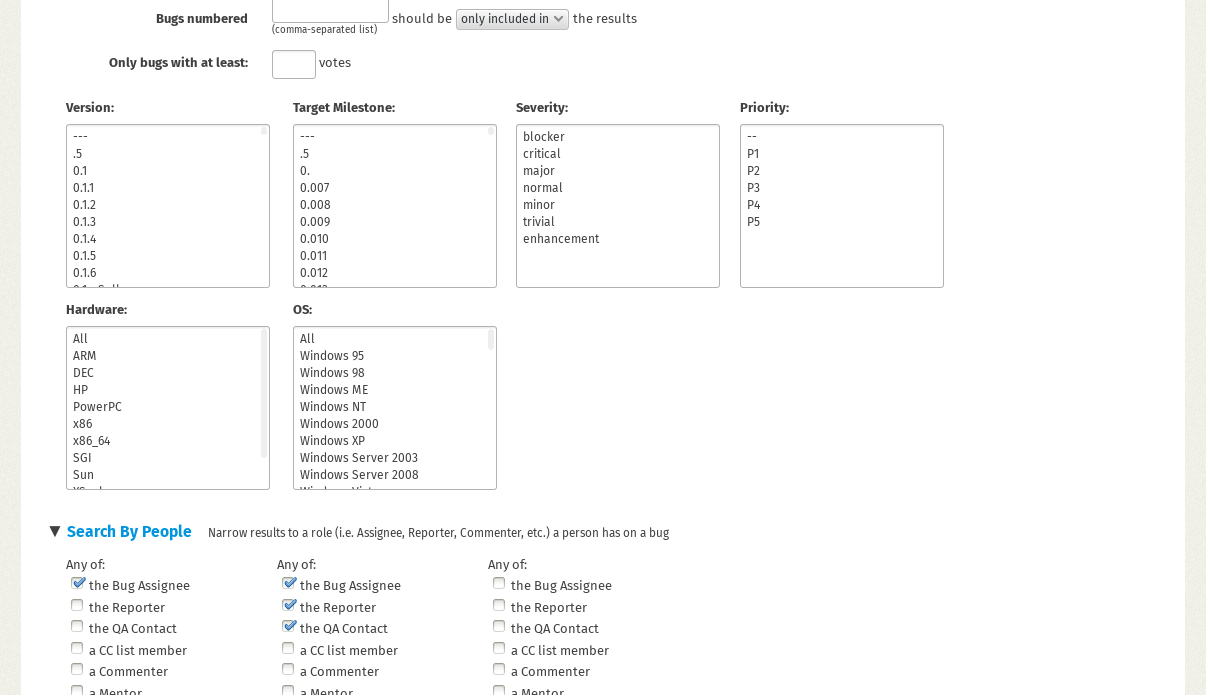 Bugs numbered should be only included in the results
(comma-separated list)
Only bugs with at least: votes
Version:
---
.5
0.1
0.1.1
0.1.2
0.1.3
0.1.4
0.1.5
0.1.6
Target Milestone:
---
.5
0.
0.007
0.008
0.009
0.010
0.011
0.012
Severity:
blocker
critical
major
normal
minor
trivial
enhancement
Priority:
--
P1
P2
P3
P4
P5
Hardware:
All
ARM
DEC
HP
PowerPC
x86
x86_64
SGI
Sun
OS:
All
Windows 95
Windows 98
Windows ME
Windows NT
Windows 2000
Windows XP
Windows Server 2003
Windows Server 2008
▼ Search By People Narrow results to a role (i.e. Assignee, Reporter, Commenter, etc.) a person has on a bug
Any of:
the Bug Assignee
the Reporter
the QA Contact
a CC list member
a Commenter
a Mentor
Any of:
the Bug Assignee
the Reporter
the QA Contact
a CC list member
a Commenter
a Mentor
Any of:
the Bug Assignee
the Reporter
the QA Contact
a CC list member
a Commenter
a Mentor